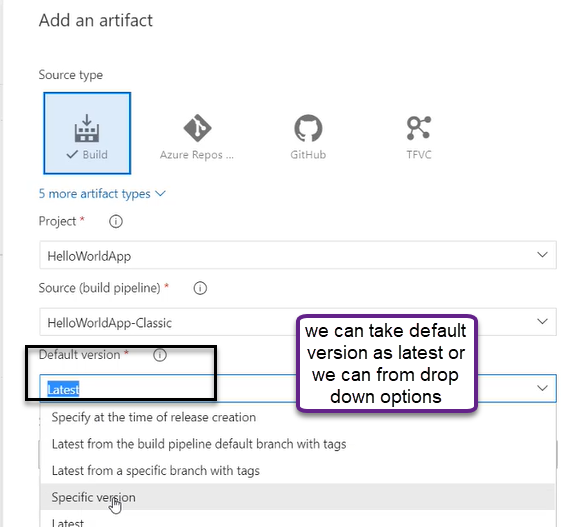 Add an artifact
Source type
Build
Azure Repos ...
GitHub
TFVC
5 more artifact types
Project *
HelloWorldApp
Source (build pipeline) *
HelloWorldApp-Classic
Default version *
Latest
we can take default
version as latest or
we can from drop
down options
Specify at the time of release creation
Latest from the build pipeline default branch with tags
Latest from a specific branch with tags
Specific version
Latest